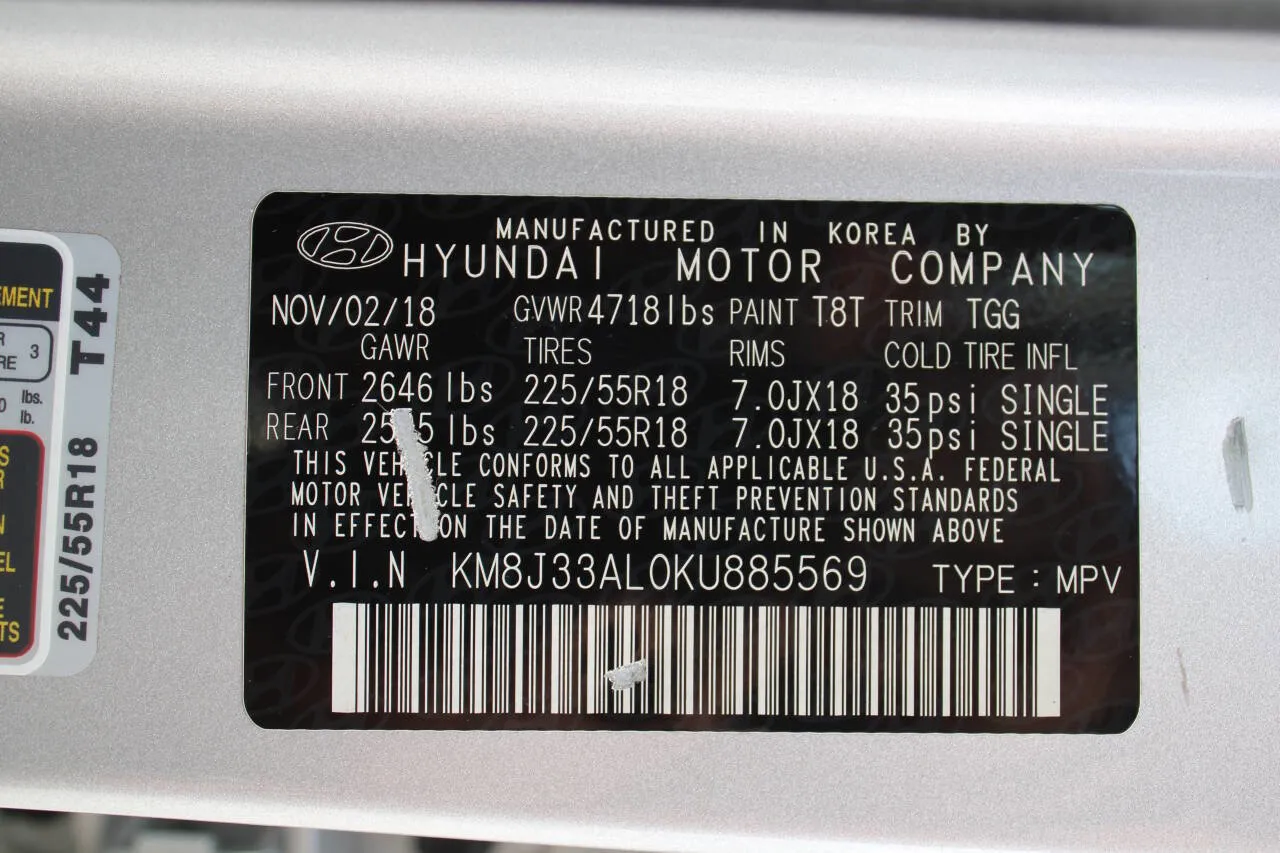 MANUFACTURED IN KOREA BY
HYUNDAI MOTOR COMPANY
NOV/02/18 GVWR 4718lbs PAINT T8T TRIM TGG
GAWR TIRES RIMS COLD TIRE INFL
FRONT 2646 lbs 225/55R18 7.0JX18 35psi SINGLE
REAR lbs 225/55R18 7.0JX18 35psi SINGLE
THIS VEHICLE CONFORMS TO ALL APPLICABLE U.S.A. FEDERAL
MOTOR VEHICLE SAFETY AND THEFT PREVENTION STANDARDS
IN EFFECT ON THE DATE OF MANUFACTURE SHOWN ABOVE
V.I.N KM8J33AL0KU885569 TYPE : MPV
225/55R18 T44
3
lbs.
lb.